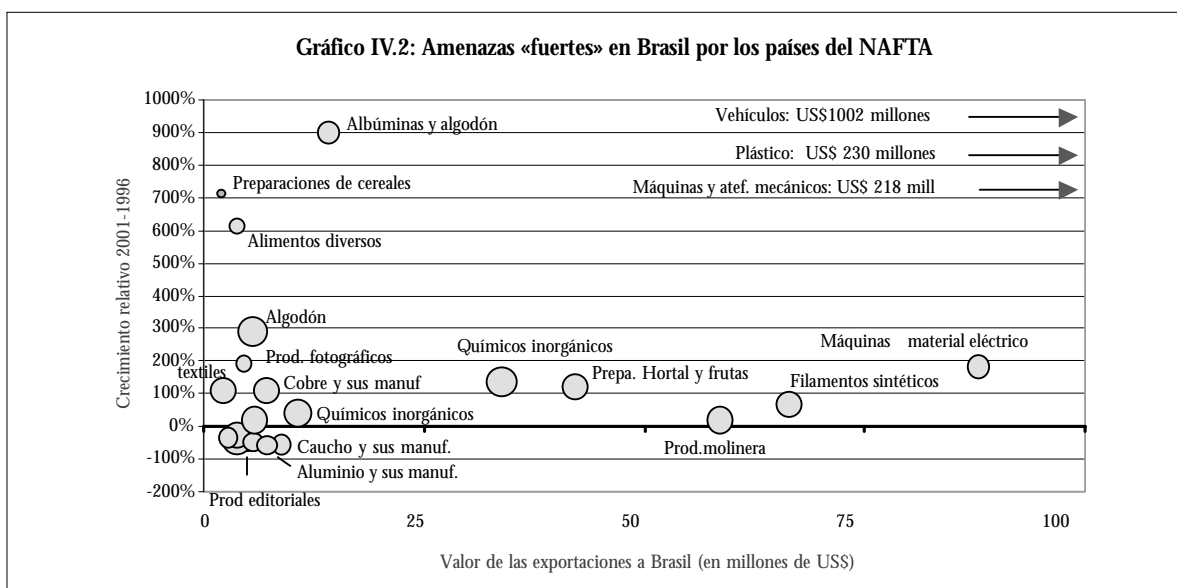 Gráfico IV.2: Amenazas «fuertes» en Brasil por los países del NAFTA
Crecimiento relativo 2001-1996
1000%
900%
800%
700%
600%
500%
400%
300%
200%
100%
0%
-100%
-200%
Vehículos: US$1002 millones
Albúminas y algodón
Plástico: US$ 230 millones
Preparaciones de cereales
Máquinas y atef. mecánicos: US$ 218 mill
Alimentos diversos
Algodón
Químicos inorgánicos
Máquinas material eléctrico
Prod. fotográficos
textiles
Cobre y sus manuf
Prepa. Hortal y frutas
Filamentos sintéticos
Químicos inorgánicos
Caucho y sus manuf.
Prod.molinera
Aluminio y sus manuf.
Prod editoriales
0 25 50 75 100
Valor de las exportaciones a Brasil (en millones de US$)